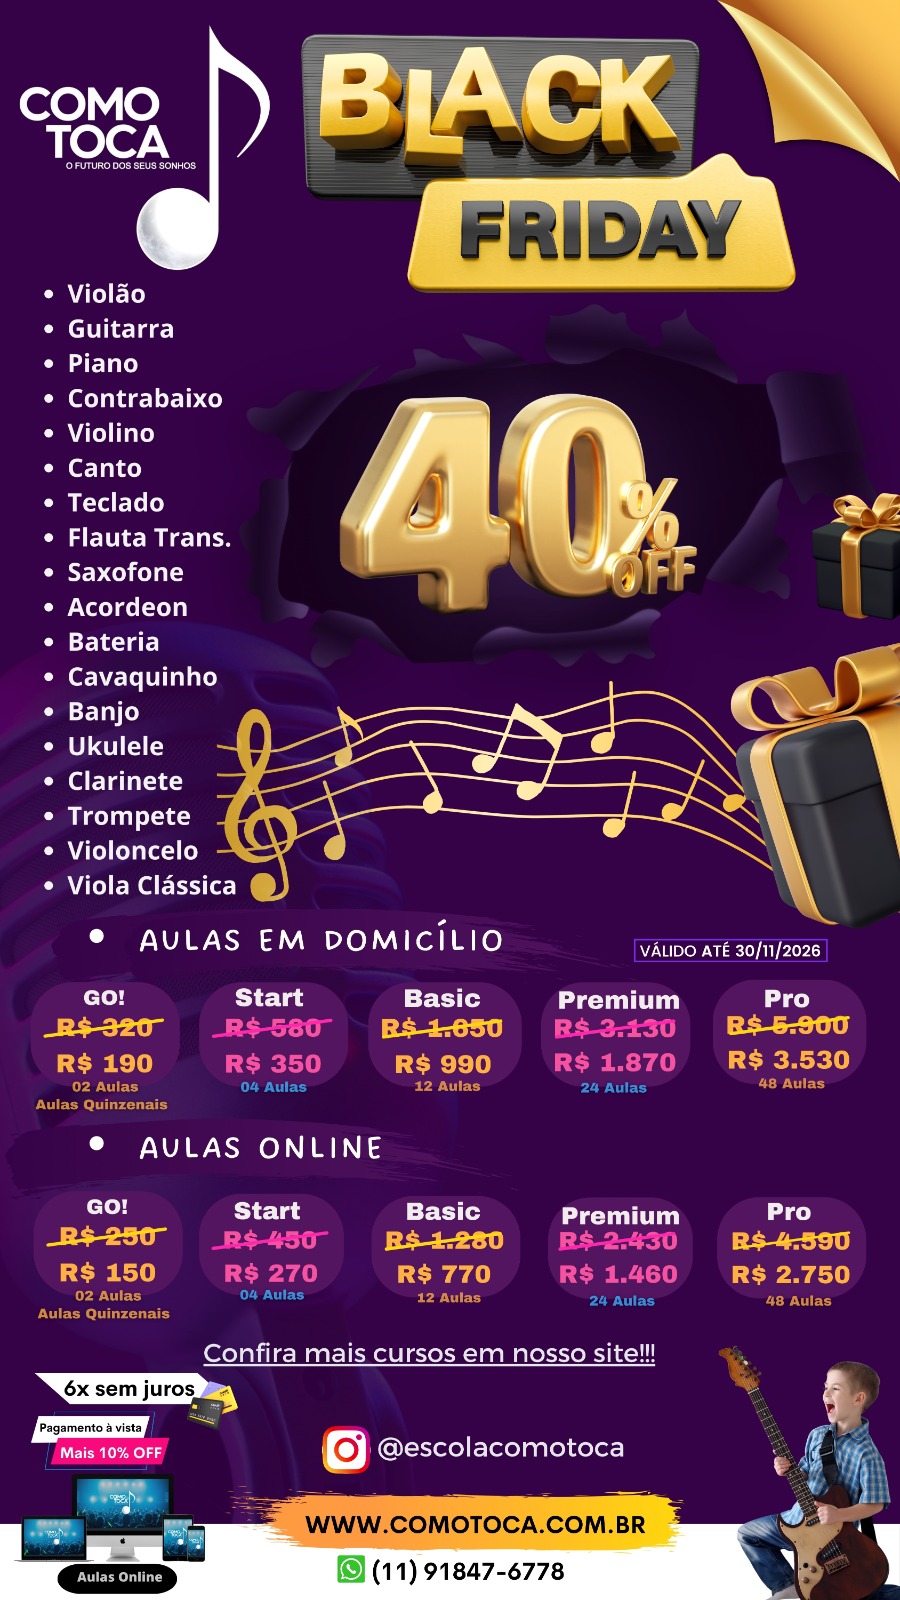 COMO
TOCA
O FUTURO DOS SEUS SONHOS
BLACK
FRIDAY
• Violão
• Guitarra
• Piano
• Contrabaixo
• Violino
• Canto
• Teclado
• Flauta Trans.
• Saxofone
• Acordeon
• Bateria
• Cavaquinho
• Banjo
• Ukulele
• Clarinete
• Trompete
• Violoncelo
• Viola Clássica
40% OFF
• AULAS EM DOMICÍLIO
VÁLIDO ATÉ 30/11/2026
GO! Start Basic Premium Pro
R$ 320 R$ 580 R$ 1.650 R$ 3.130 R$ 5.900
R$ 190 R$ 350 R$ 990 R$ 1.870 R$ 3.530
02 Aulas 04 Aulas 12 Aulas 24 Aulas 48 Aulas
Aulas Quinzenais
• AULAS ONLINE
GO! Start Basic Premium Pro
R$ 250 R$ 450 R$ 1.280 R$ 2.430 R$ 4.590
R$ 150 R$ 270 R$ 770 R$ 1.460 R$ 2.750
02 Aulas 04 Aulas 12 Aulas 24 Aulas 48 Aulas
Aulas Quinzenais
Confira mais cursos em nosso site!!!
6x sem juros
Pagamento à vista
Mais 10% OFF
@escolacomotoca
COMO
TOCA
WWW.COMOTOCA.COM.BR
Aulas Online
(11) 91847-6778